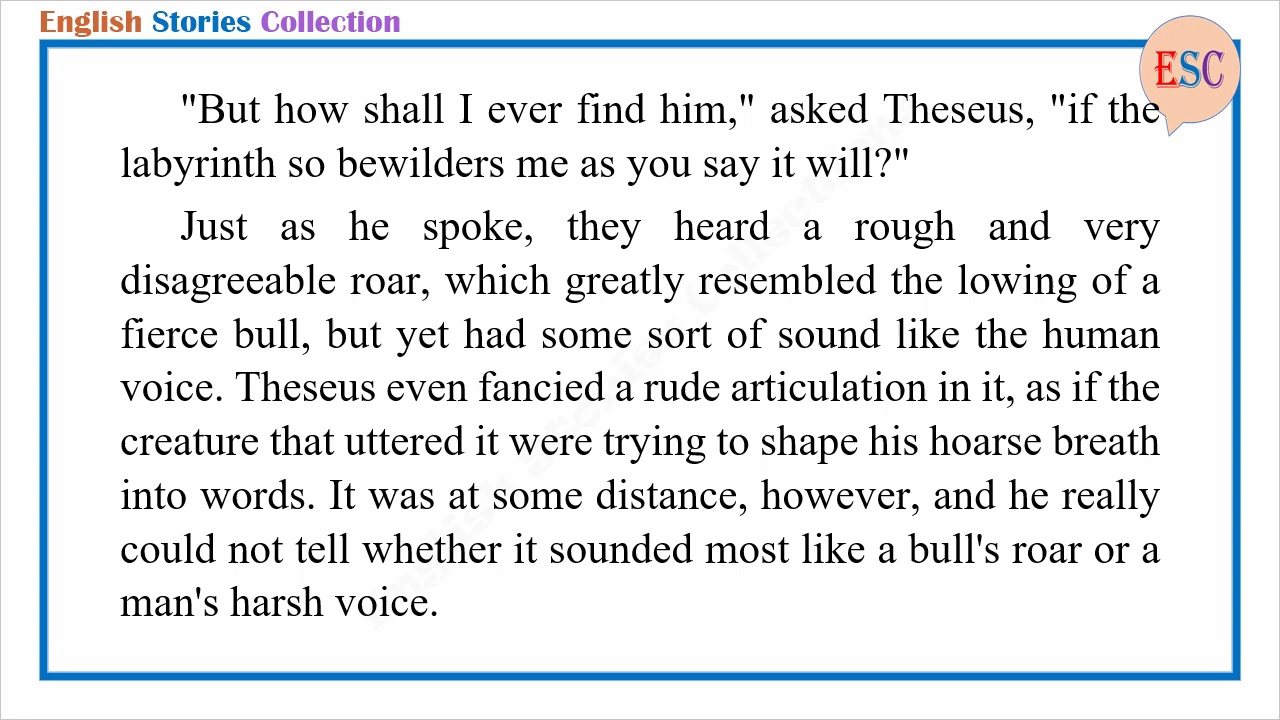 English Stories Collection
ESC
"But how shall I ever find him," asked Theseus, "if the
labyrinth so bewilders me as you say it will?"
Just as he spoke, they heard a rough and very
disagreeable roar, which greatly resembled the lowing of a
fierce bull, but yet had some sort of sound like the human
voice. Theseus even fancied a rude articulation in it, as if the
creature that uttered it were trying to shape his hoarse breath
into words. It was at some distance, however, and he really
could not tell whether it sounded most like a bull's roar or a
man's harsh voice.
English Stories Collection